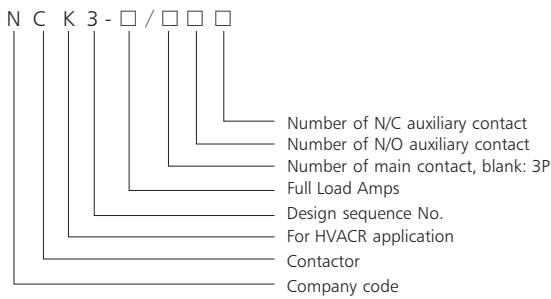 N C K 3 - □ / □ □ □
Number of N/C auxiliary contact
Number of N/O auxiliary contact
Number of main contact, blank: 3P
Full Load Amps
Design sequence No.
For HVACR application
Contactor
Company code